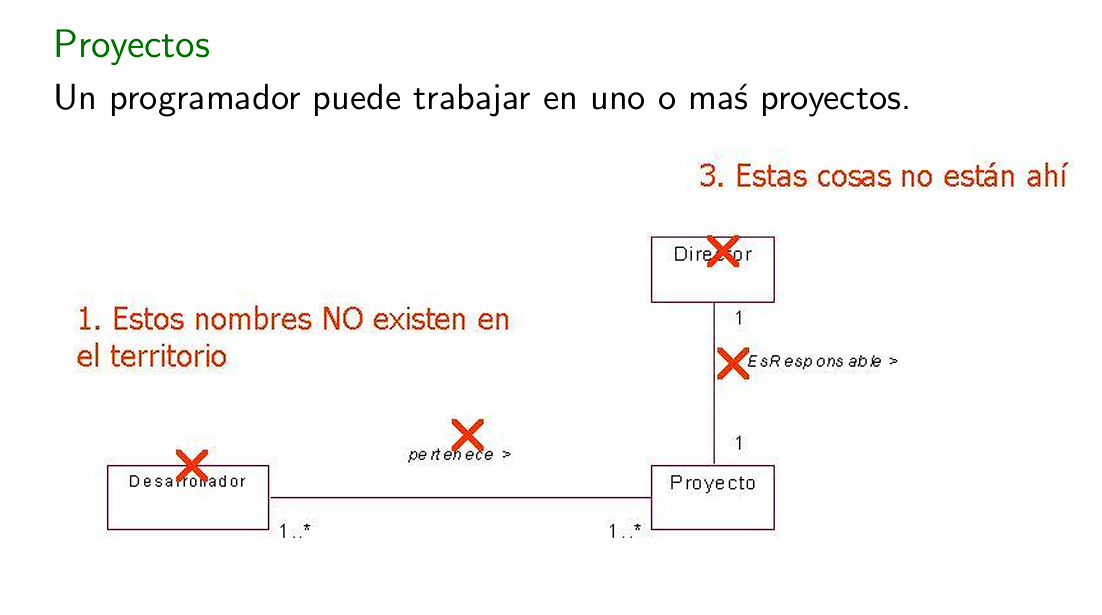 Proyectos
Un programador puede trabajar en uno o maś proyectos.
3. Estas cosas no están ahí
Director
1. Estos nombres NO existen en
el territorio
1
EsResponsable >
1
pertenece >
Desarrollador
Proyecto
1..*
1..*